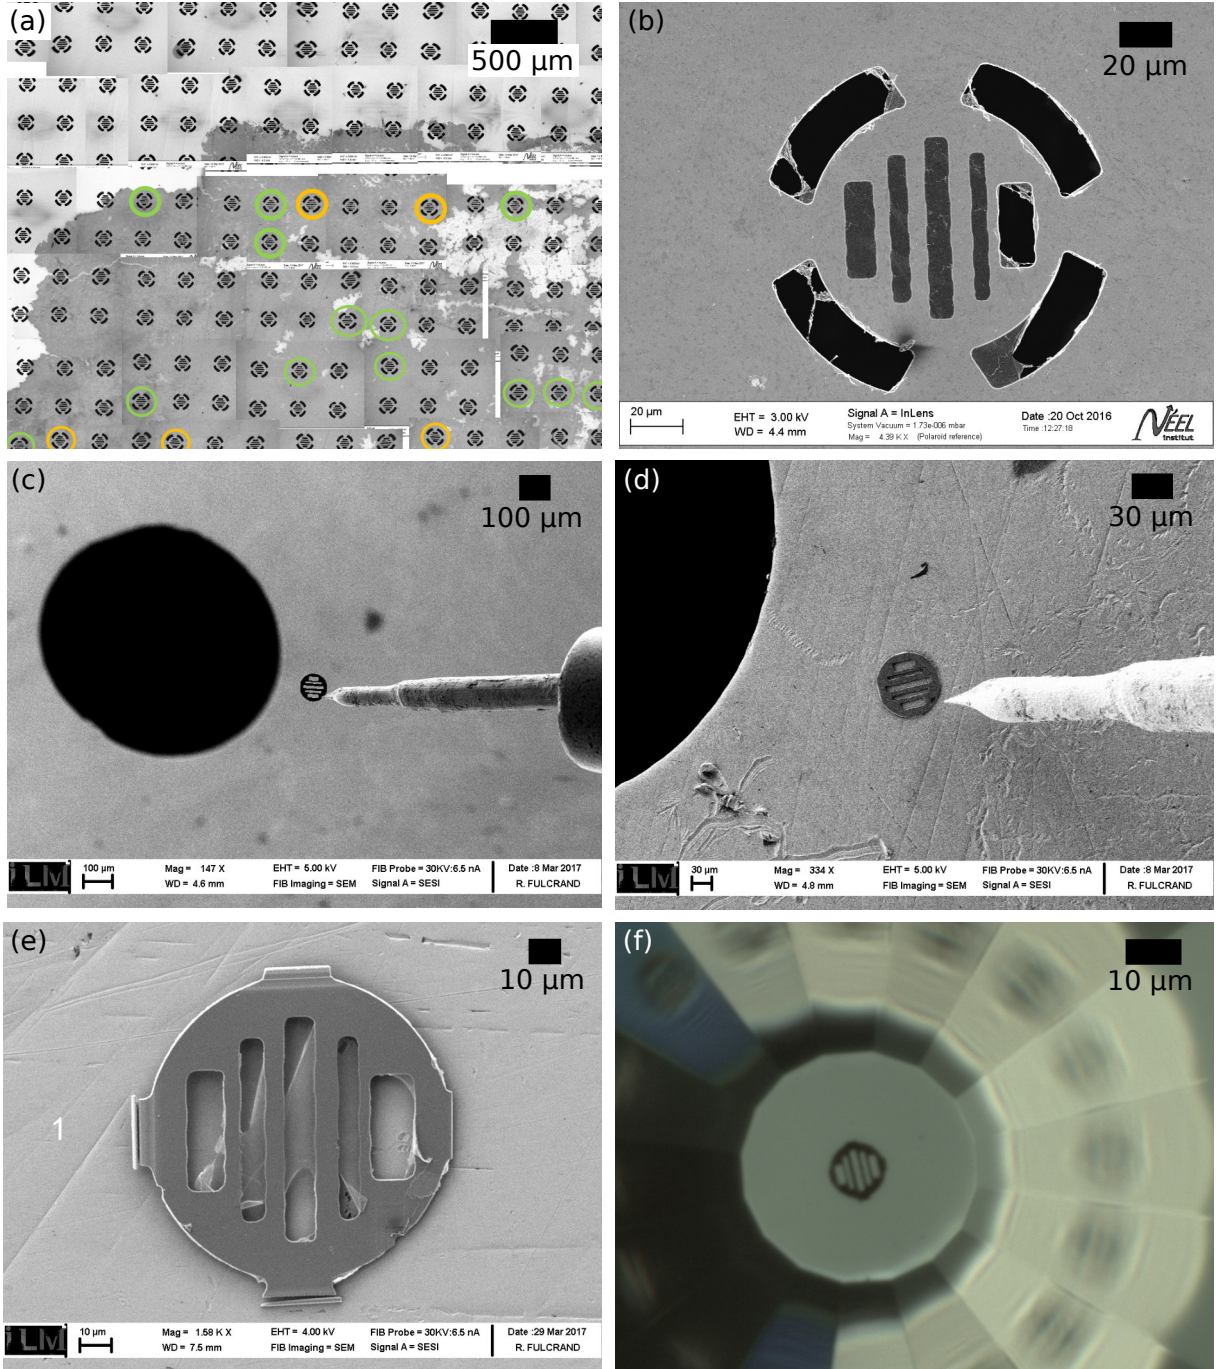 (a)
500 µm
(b)
20 µm
20 µm
EHT = 3.00 kV
WD = 4.4 mm
Signal A = InLens
System Vacuum = 1.73e-006 mbar
Mag = 4.39 K X (Polaroid reference)
Date :20 Oct 2016
Time :12:27:18
NÉEL
institut
(c)
100 µm
iLM
100 µm
Mag = 147 X
WD = 4.6 mm
EHT = 5.00 kV
FIB Imaging = SEM
FIB Probe = 30KV:6.5 nA
Signal A = SESI
Date :8 Mar 2017
R. FULCRAND
(d)
30 µm
iLM
30 µm
Mag = 334 X
WD = 4.8 mm
EHT = 5.00 kV
FIB Imaging = SEM
FIB Probe = 30KV:6.5 nA
Signal A = SESI
Date :8 Mar 2017
R. FULCRAND
(e)
10 µm
1
iLM
10 µm
Mag = 1.58 K X
WD = 7.5 mm
EHT = 4.00 kV
FIB Imaging = SEM
FIB Probe = 30KV:6.5 nA
Signal A = SESI
Date :29 Mar 2017
R. FULCRAND
(f)
10 µm